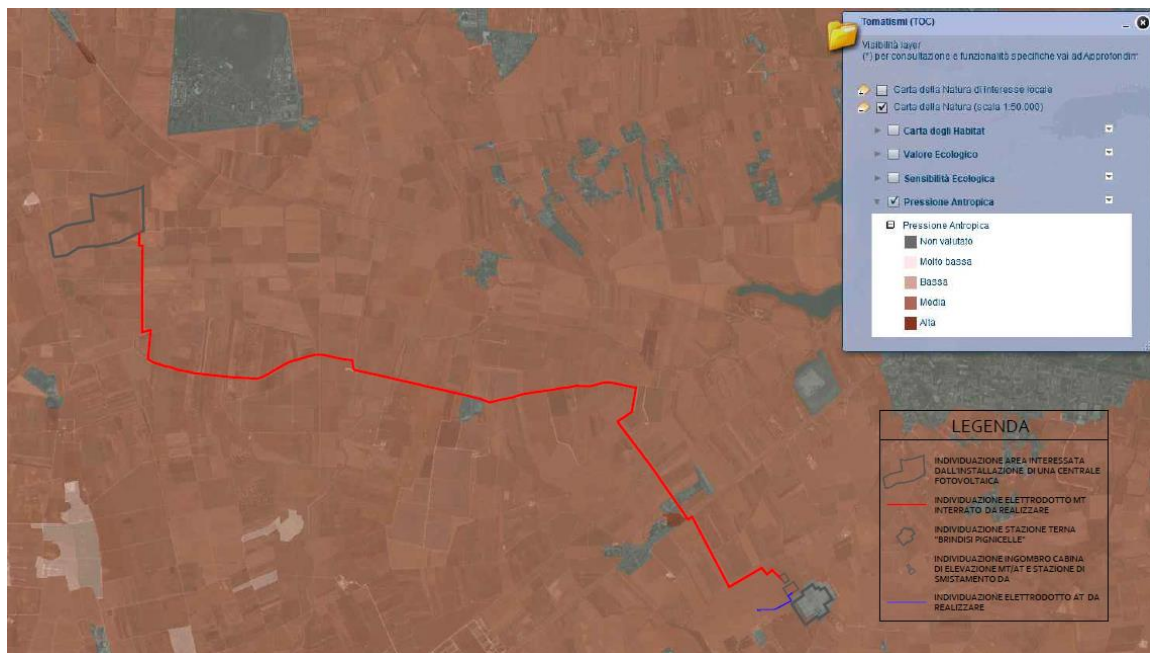 Tematismi (TOC)
Visibilità layer
(*) per consultazione e funzionalità specifiche vai ad Approfondim
Carta della Natura di interesse locale
Carta della Natura (scala 1:50.000)
Carta degli Habitat
Valore Ecologico
Sensibilità Ecologica
Pressione Antropica
Pressione Antropica
Non valutato
Molto bassa
Bassa
Media
Alta
LEGENDA
INDIVIDUAZIONE AREA INTERESSATA
DALL'INSTALLAZIONE DI UNA CENTRALE
FOTOVOLTAICA
INDIVIDUAZIONE ELETTRODOTTO MT
INTERRATO DA REALIZZARE
INDIVIDUAZIONE STAZIONE TERNA
"BRINDISI PIGNICELLE"
INDIVIDUAZIONE INGOMBRO CABINA
DI ELEVAZIONE MT/AT E STAZIONE DI
SMISTAMENTO DA
INDIVIDUAZIONE ELETTRODOTTO AT DA
REALIZZARE